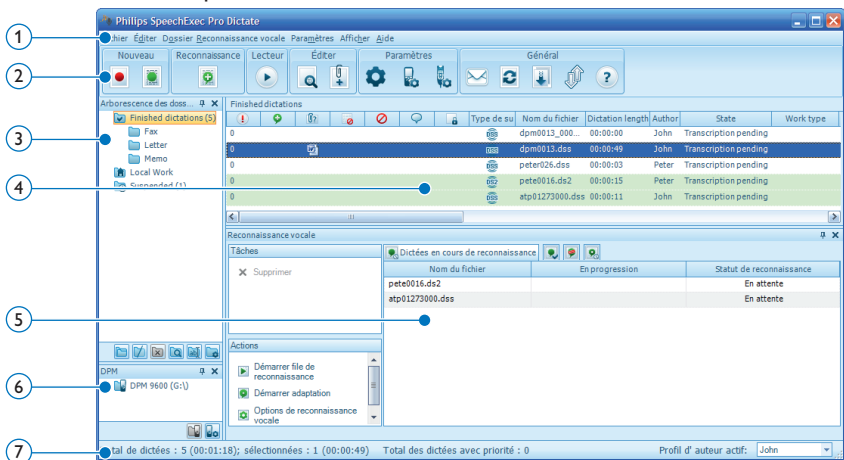 Philips SpeechExec Pro Dictate
1
hier Éditer Dossier Reconnaissance vocale Paramètres Afficher Aide
2
Nouveau Reconnaissance Lecteur Éditer Paramètres Général
Arborescence des doss... Finished dictations
Type de su Nom du fichier Dictation length Author State Work type
Finished dictations (5)
3
Fax
Letter
Memo
Local Work
Suspended (1)
4
0 DSS dpm0013_000... 00:00:00 John Transcription pending
0 DSS dpm0013.dss 00:00:49 John Transcription pending
0 DSS peter026.dss 00:00:03 Peter Transcription pending
0 DS2 pete0016.ds2 00:00:15 Peter Transcription pending
0 DSS atp01273000.dss 00:00:11 John Transcription pending
Reconnaissance vocale
Tâches
Supprimer
Dictées en cours de reconnaissance
Nom du fichier En progression Statut de reconnaissance
pete0016.ds2 En attente
atp01273000.dss En attente
5
Actions
Démarrer file de
reconnaissance
Démarrer adaptation
Options de reconnaissance
vocale
DPM
6
DPM 9600 (G:\)
7
tal de dictées : 5 (00:01:18); sélectionnées : 1 (00:00:49) Total des dictées avec priorité : 0 Profil d' auteur actif: John